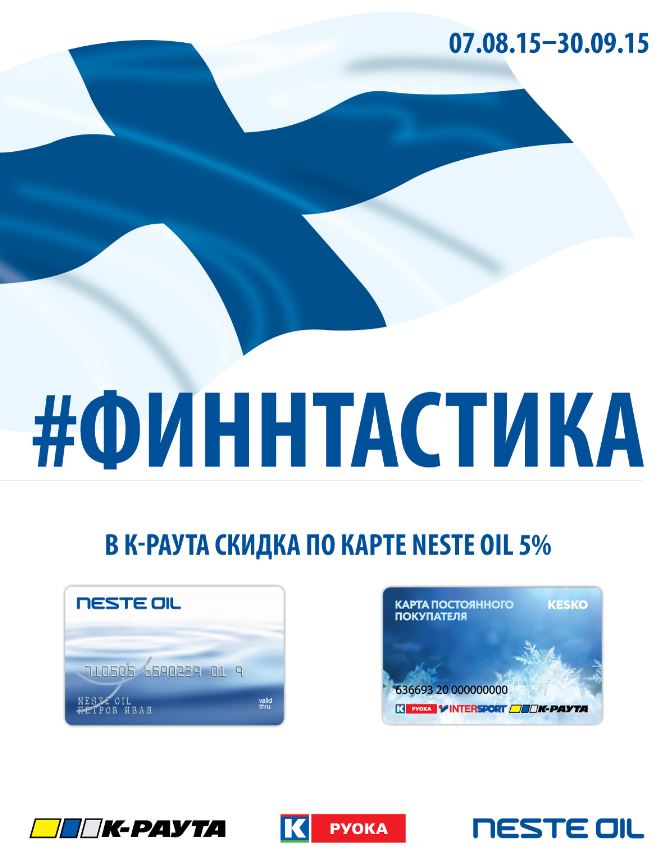 07.08.15–30.09.15
#ФИННТАСТИКА
В К-РАУТА СКИДКА ПО КАРТЕ NESTE OIL 5%
NESTE OIL
710505 6590239 01 9
NESTE OIL
ПЕТРОВ ИВАН
valid
thru
КАРТА ПОСТОЯННОГО
ПОКУПАТЕЛЯ
KESKO
636693 20 000000000
K РУОКА INTERSPORT К-РАУТА
К-РАУТА
K РУОКА
NESTE OIL